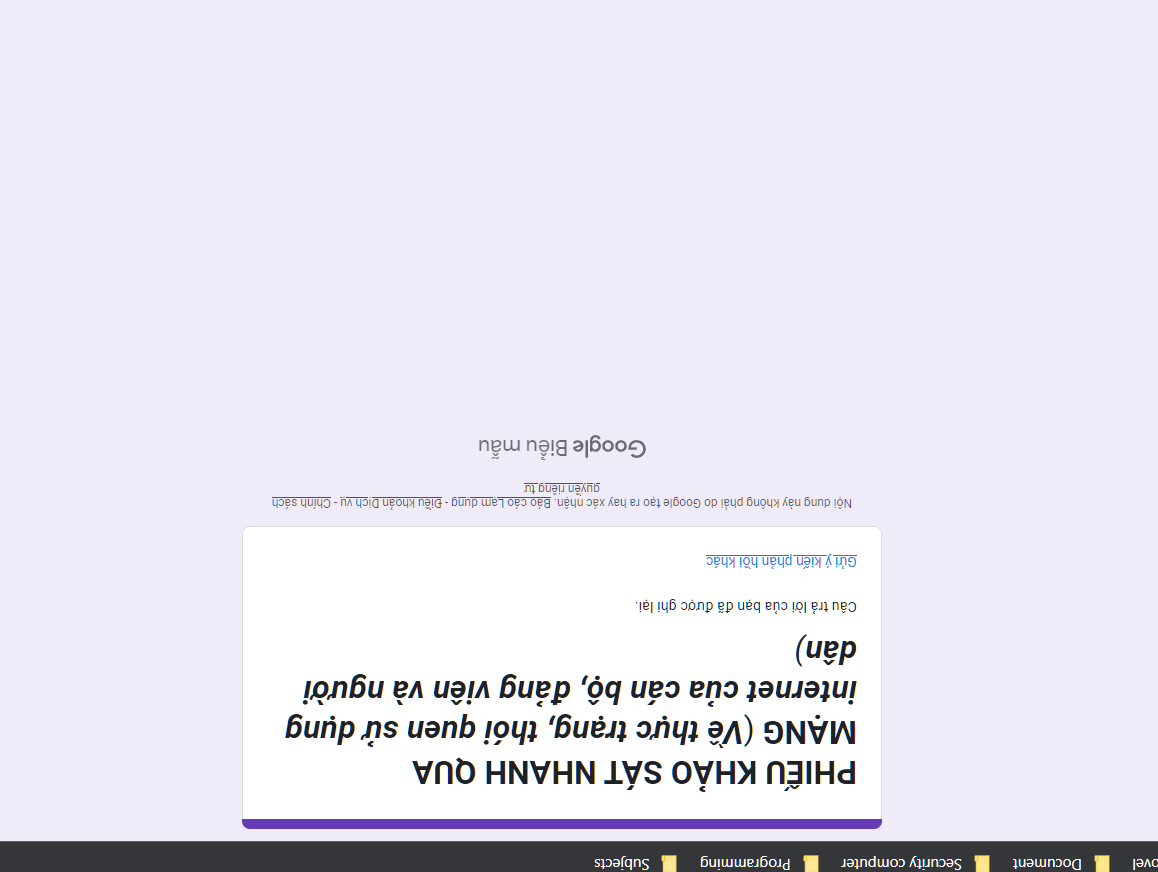 ovel Document Security computer Programming Subjects
PHIẾU KHẢO SÁT NHANH QUA
MẠNG (Về thực trạng, thói quen sử dụng
internet của cán bộ, đảng viên và người
dân)
Câu trả lời của bạn đã được ghi lại.
Gửi ý kiến phản hồi khác
Nội dung này không phải do Google tạo ra hay xác nhận. Báo cáo Lạm dụng - Điều khoản Dịch vụ - Chính sách
quyền riêng tư
Google Biểu mẫu